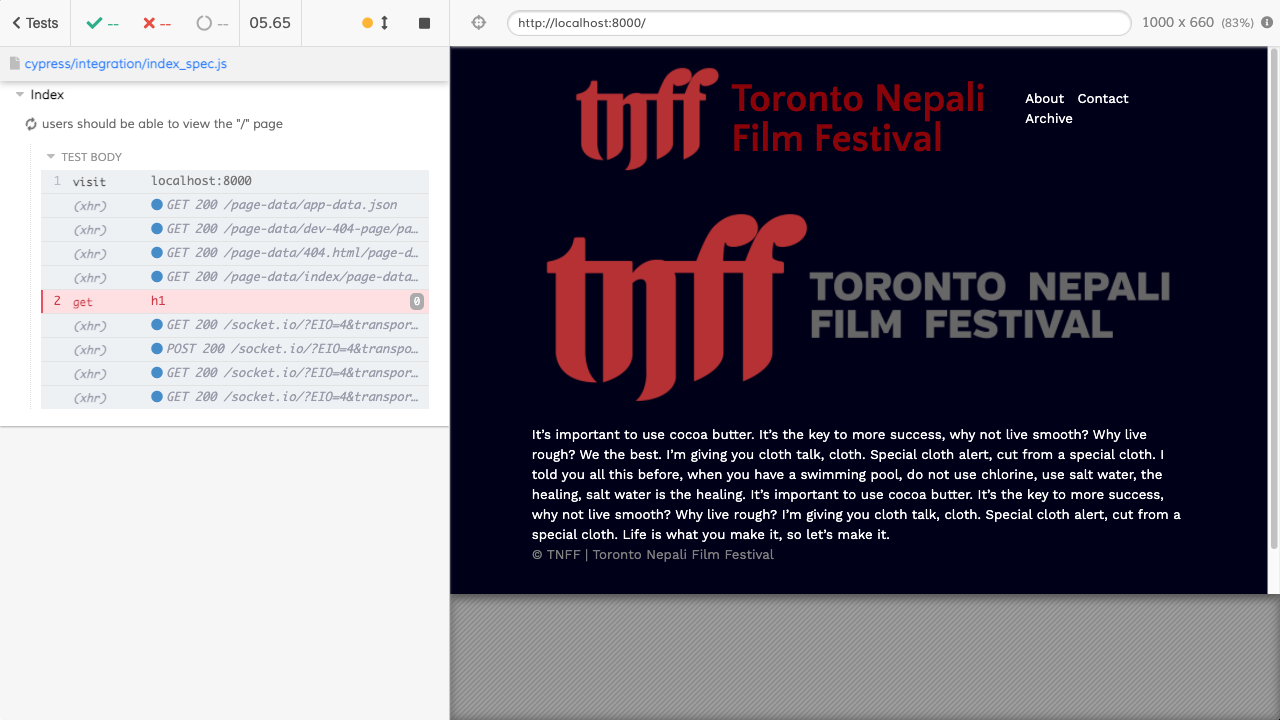 Tests
--
--
--
05.65
http://localhost:8000/
1000 x 660 (83%)
cypress/integration/index_spec.js
Index
users should be able to view the "/" page
TEST BODY
1 visit localhost:8000
(xhr) GET 200 /page-data/app-data.json
(xhr) GET 200 /page-data/dev-404-page/pa…
(xhr) GET 200 /page-data/404.html/page-d…
(xhr) GET 200 /page-data/index/page-data…
2 get h1 0
(xhr) GET 200 /socket.io/?EIO=4&transpor…
(xhr) POST 200 /socket.io/?EIO=4&transpo…
(xhr) GET 200 /socket.io/?EIO=4&transpor…
(xhr) GET 200 /socket.io/?EIO=4&transpor…
tnff
Toronto Nepali
Film Festival
About Contact
Archive
tnff
TORONTO NEPALI
FILM FESTIVAL
It’s important to use cocoa butter. It’s the key to more success, why not live smooth? Why live
rough? We the best. I’m giving you cloth talk, cloth. Special cloth alert, cut from a special cloth. I
told you all this before, when you have a swimming pool, do not use chlorine, use salt water, the
healing, salt water is the healing. It’s important to use cocoa butter. It’s the key to more success,
why not live smooth? Why live rough? I’m giving you cloth talk, cloth. Special cloth alert, cut from a
special cloth. Life is what you make it, so let’s make it.
© TNFF | Toronto Nepali Film Festival